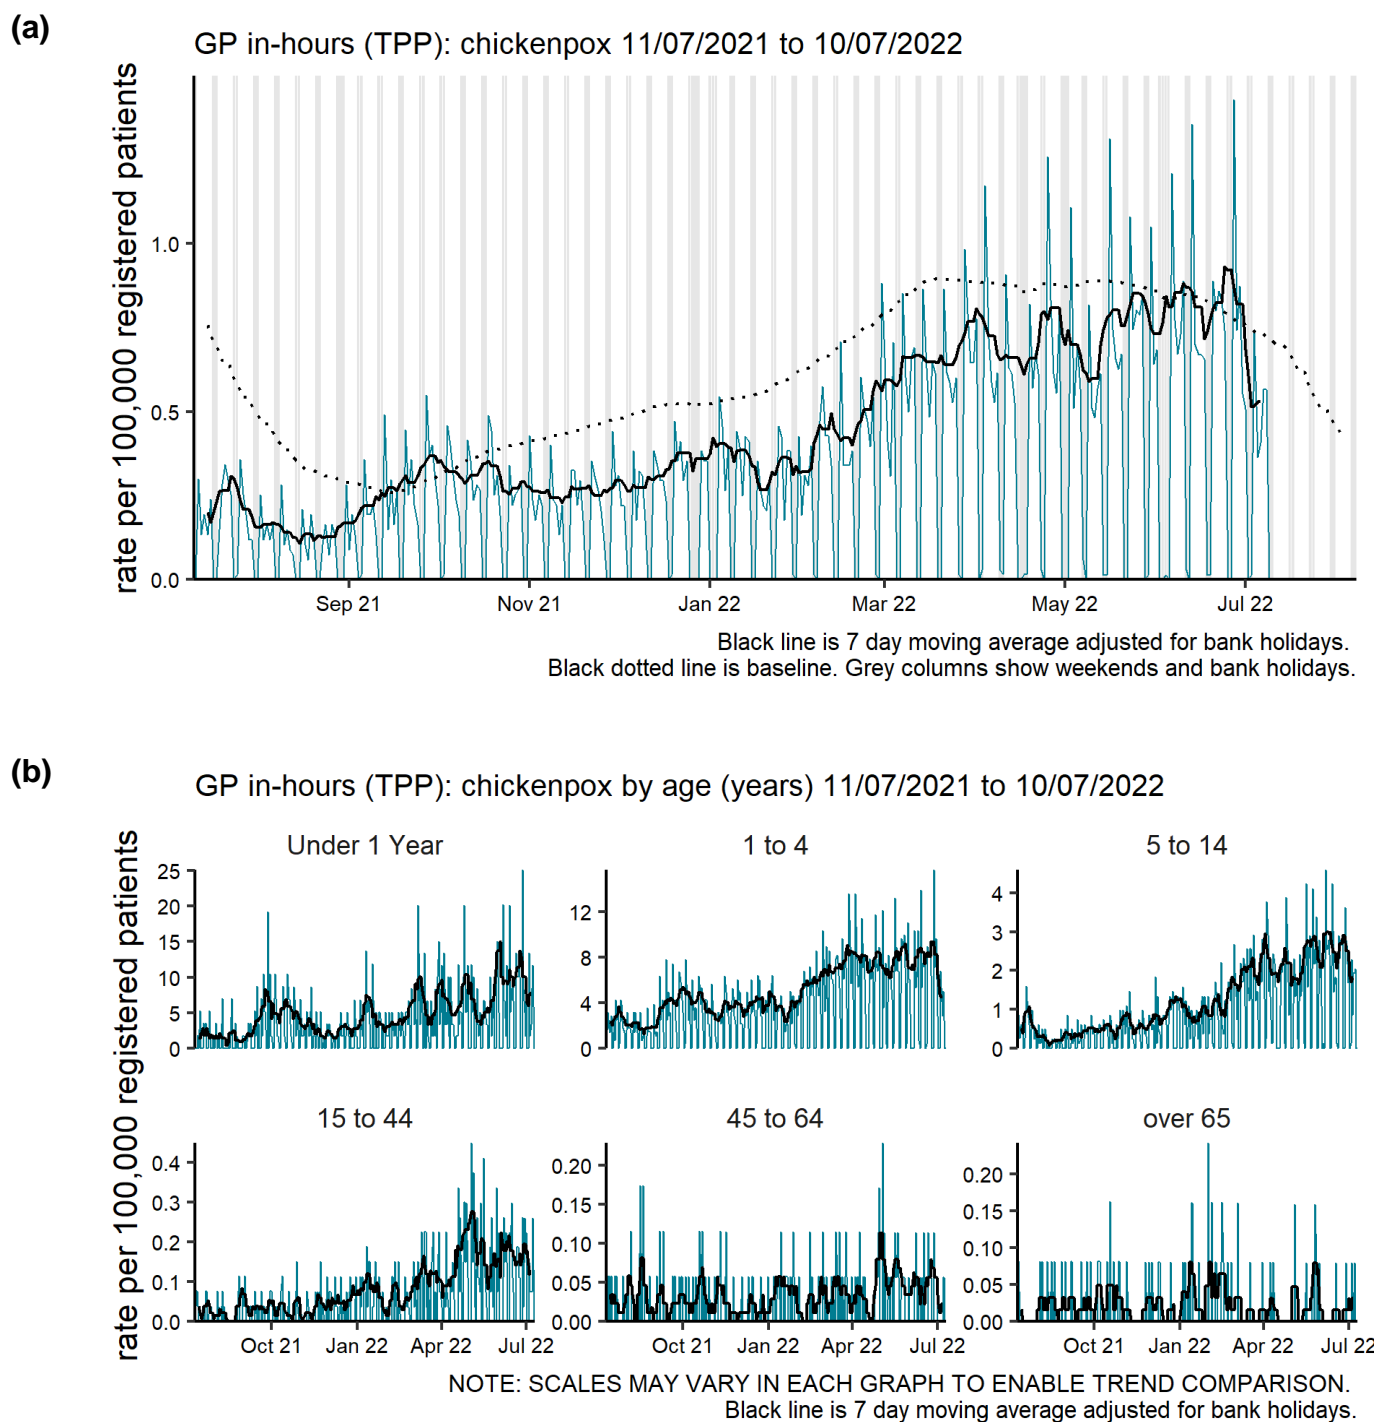 (a)
GP in-hours (TPP): chickenpox 11/07/2021 to 10/07/2022
rate per 100,000 registered patients
1.0
0.5
0.0
Sep 21 Nov 21 Jan 22 Mar 22 May 22 Jul 22
Black line is 7 day moving average adjusted for bank holidays.
Black dotted line is baseline. Grey columns show weekends and bank holidays.
(b)
GP in-hours (TPP): chickenpox by age (years) 11/07/2021 to 10/07/2022
rate per 100,000 registered patients
Under 1 Year
25
20
15
10
5
0
1 to 4
12
8
4
0
5 to 14
4
3
2
1
0
15 to 44
0.4
0.3
0.2
0.1
0.0
Oct 21 Jan 22 Apr 22 Jul 22
45 to 64
0.20
0.15
0.10
0.05
0.00
Oct 21 Jan 22 Apr 22 Jul 22
over 65
0.20
0.15
0.10
0.05
0.00
Oct 21 Jan 22 Apr 22 Jul 22
NOTE: SCALES MAY VARY IN EACH GRAPH TO ENABLE TREND COMPARISON.
Black line is 7 day moving average adjusted for bank holidays.